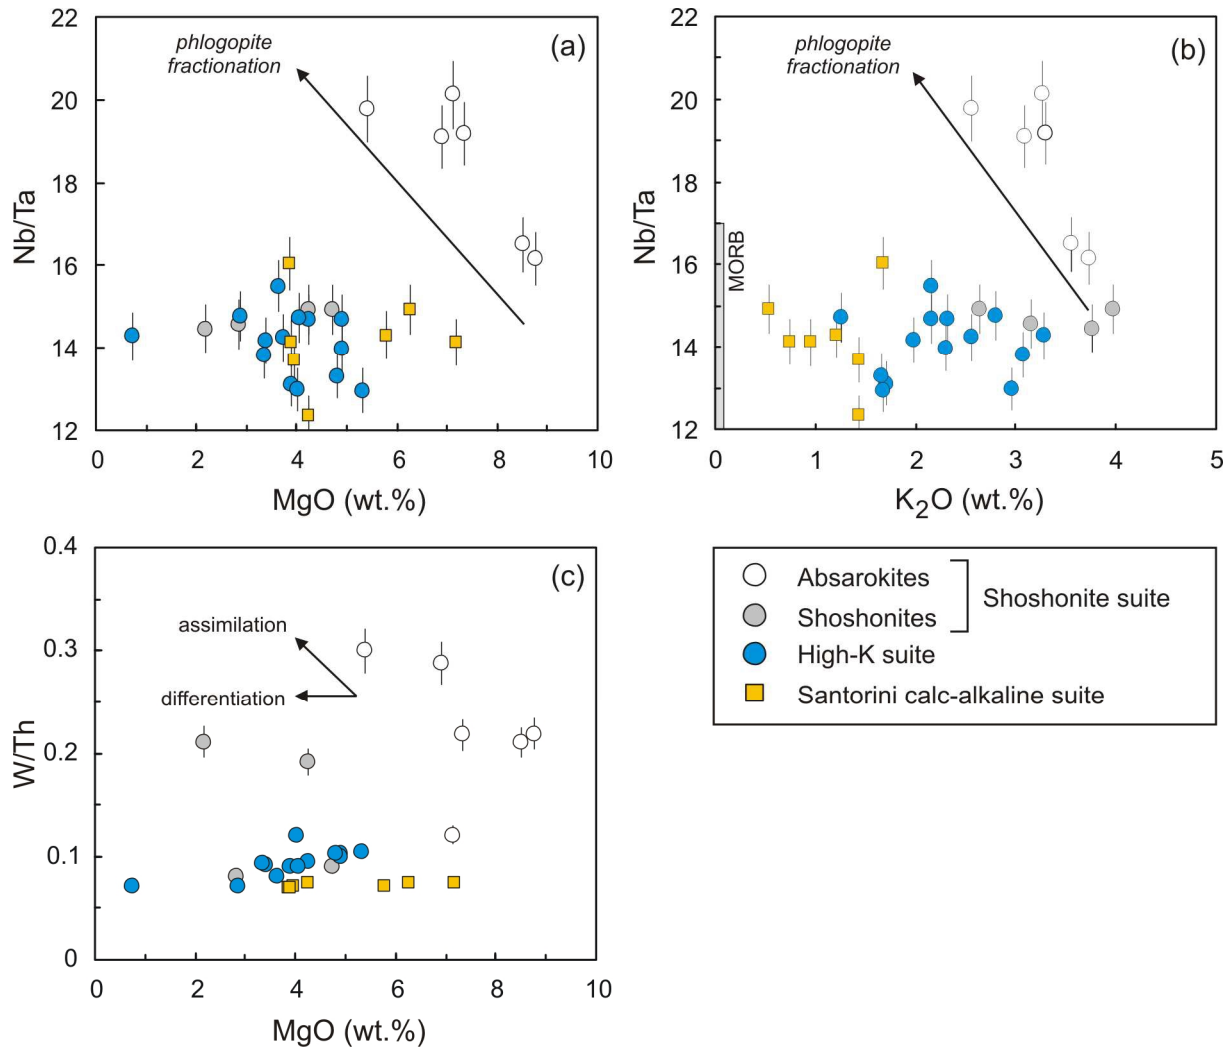 22
20
18
16
14
12
Nb/Ta
phlogopite
fractionation
(a)
0 2 4 6 8 10
MgO (wt.%)
22
20
18
16
14
12
Nb/Ta
MORB
phlogopite
fractionation
(b)
0 1 2 3 4 5
K2O (wt.%)
0.4
0.3
0.2
0.1
0
W/Th
assimilation
differentiation
(c)
0 2 4 6 8 10
MgO (wt.%)
Absarokites
Shoshonites
Shoshonite suite
High-K suite
Santorini calc-alkaline suite